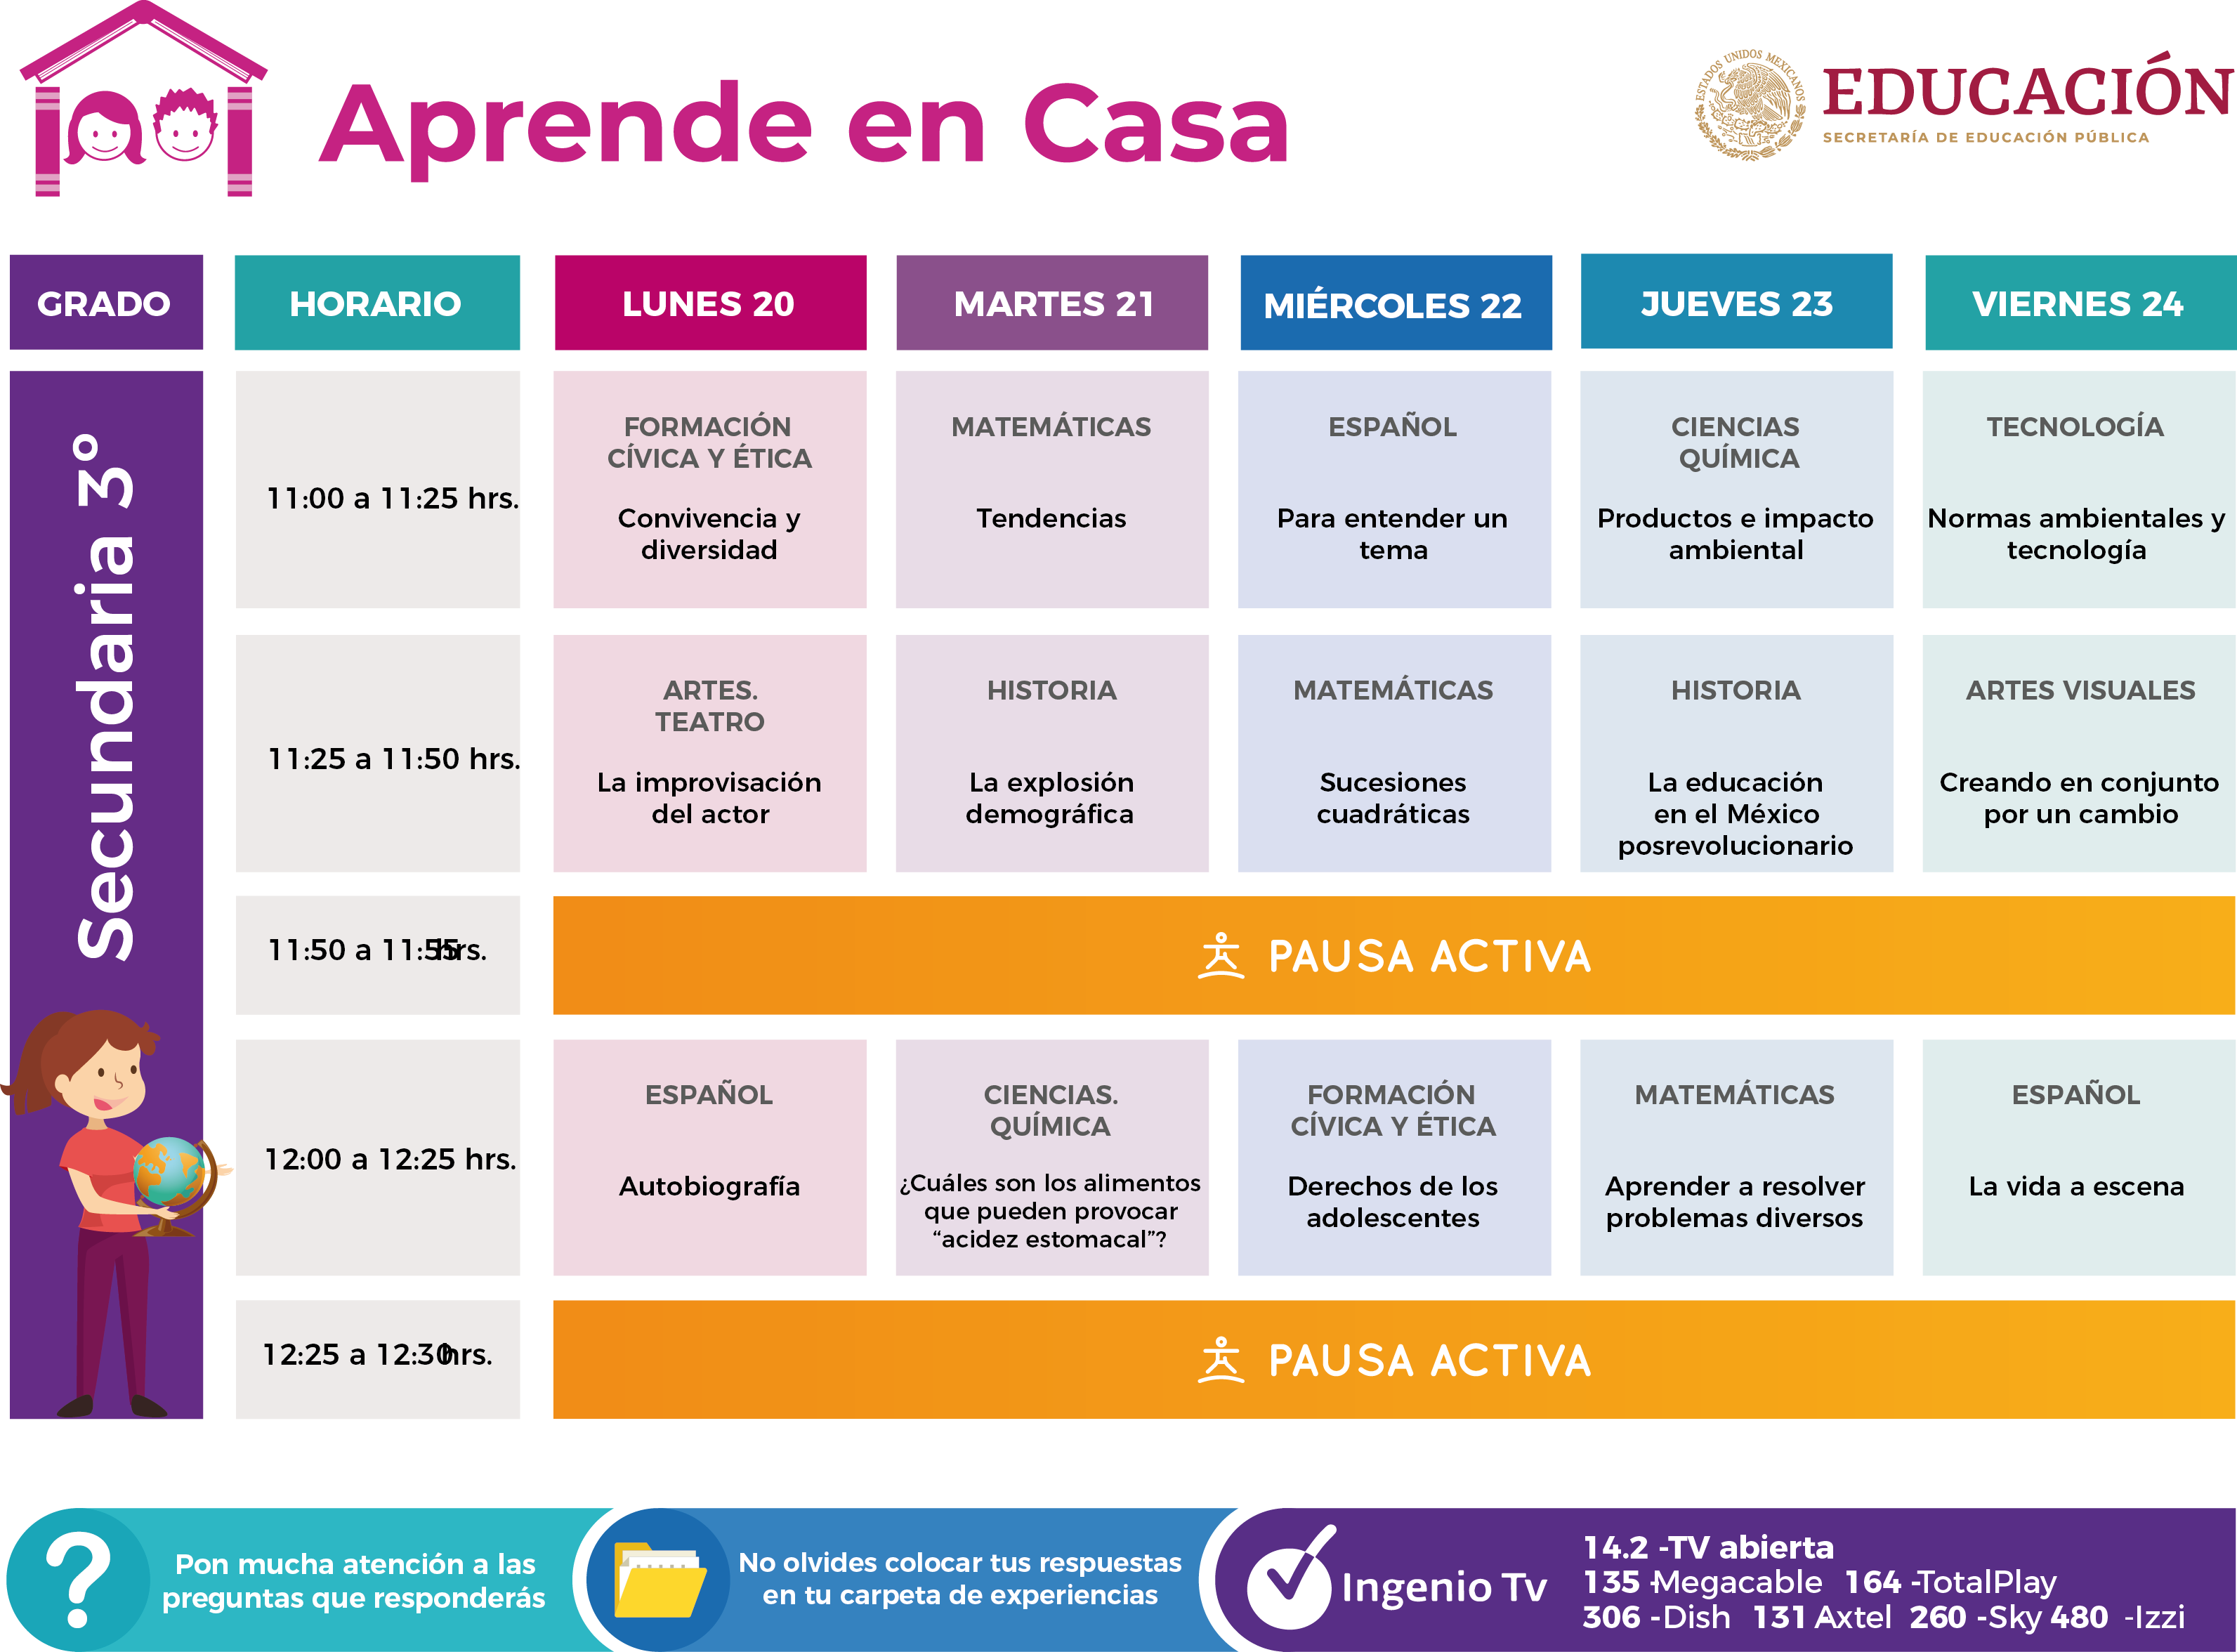 Aprende en Casa
ESTADOS UNIDOS MEXICANOS
EDUCACIÓN
SECRETARÍA DE EDUCACIÓN PÚBLICA
GRADO
HORARIO
LUNES 20
MARTES 21
MIÉRCOLES 22
JUEVES 23
VIERNES 24
Secundaria 3°
11:00 a 11:25 hrs.
FORMACIÓN
CÍVICA Y ÉTICA
Convivencia y
diversidad
MATEMÁTICAS
Tendencias
ESPAÑOL
Para entender un
tema
CIENCIAS
QUÍMICA
Productos e impacto
ambiental
TECNOLOGÍA
Normas ambientales y
tecnología
11:25 a 11:50 hrs.
ARTES.
TEATRO
La improvisación
del actor
HISTORIA
La explosión
demográfica
MATEMÁTICAS
Sucesiones
cuadráticas
HISTORIA
La educación
en el México
posrevolucionario
ARTES VISUALES
Creando en conjunto
por un cambio
11:50 a 11:55 hrs.
PAUSA ACTIVA
12:00 a 12:25 hrs.
ESPAÑOL
Autobiografía
CIENCIAS.
QUÍMICA
¿Cuáles son los alimentos
que pueden provocar
“acidez estomacal”?
FORMACIÓN
CÍVICA Y ÉTICA
Derechos de los
adolescentes
MATEMÁTICAS
Aprender a resolver
problemas diversos
ESPAÑOL
La vida a escena
12:25 a 12:30 hrs.
PAUSA ACTIVA
?
Pon mucha atención a las
preguntas que responderás
No olvides colocar tus respuestas
en tu carpeta de experiencias
Ingenio Tv
14.2 -TV abierta
135 -Megacable 164 -TotalPlay
306 -Dish 131 Axtel 260 -Sky 480 -Izzi